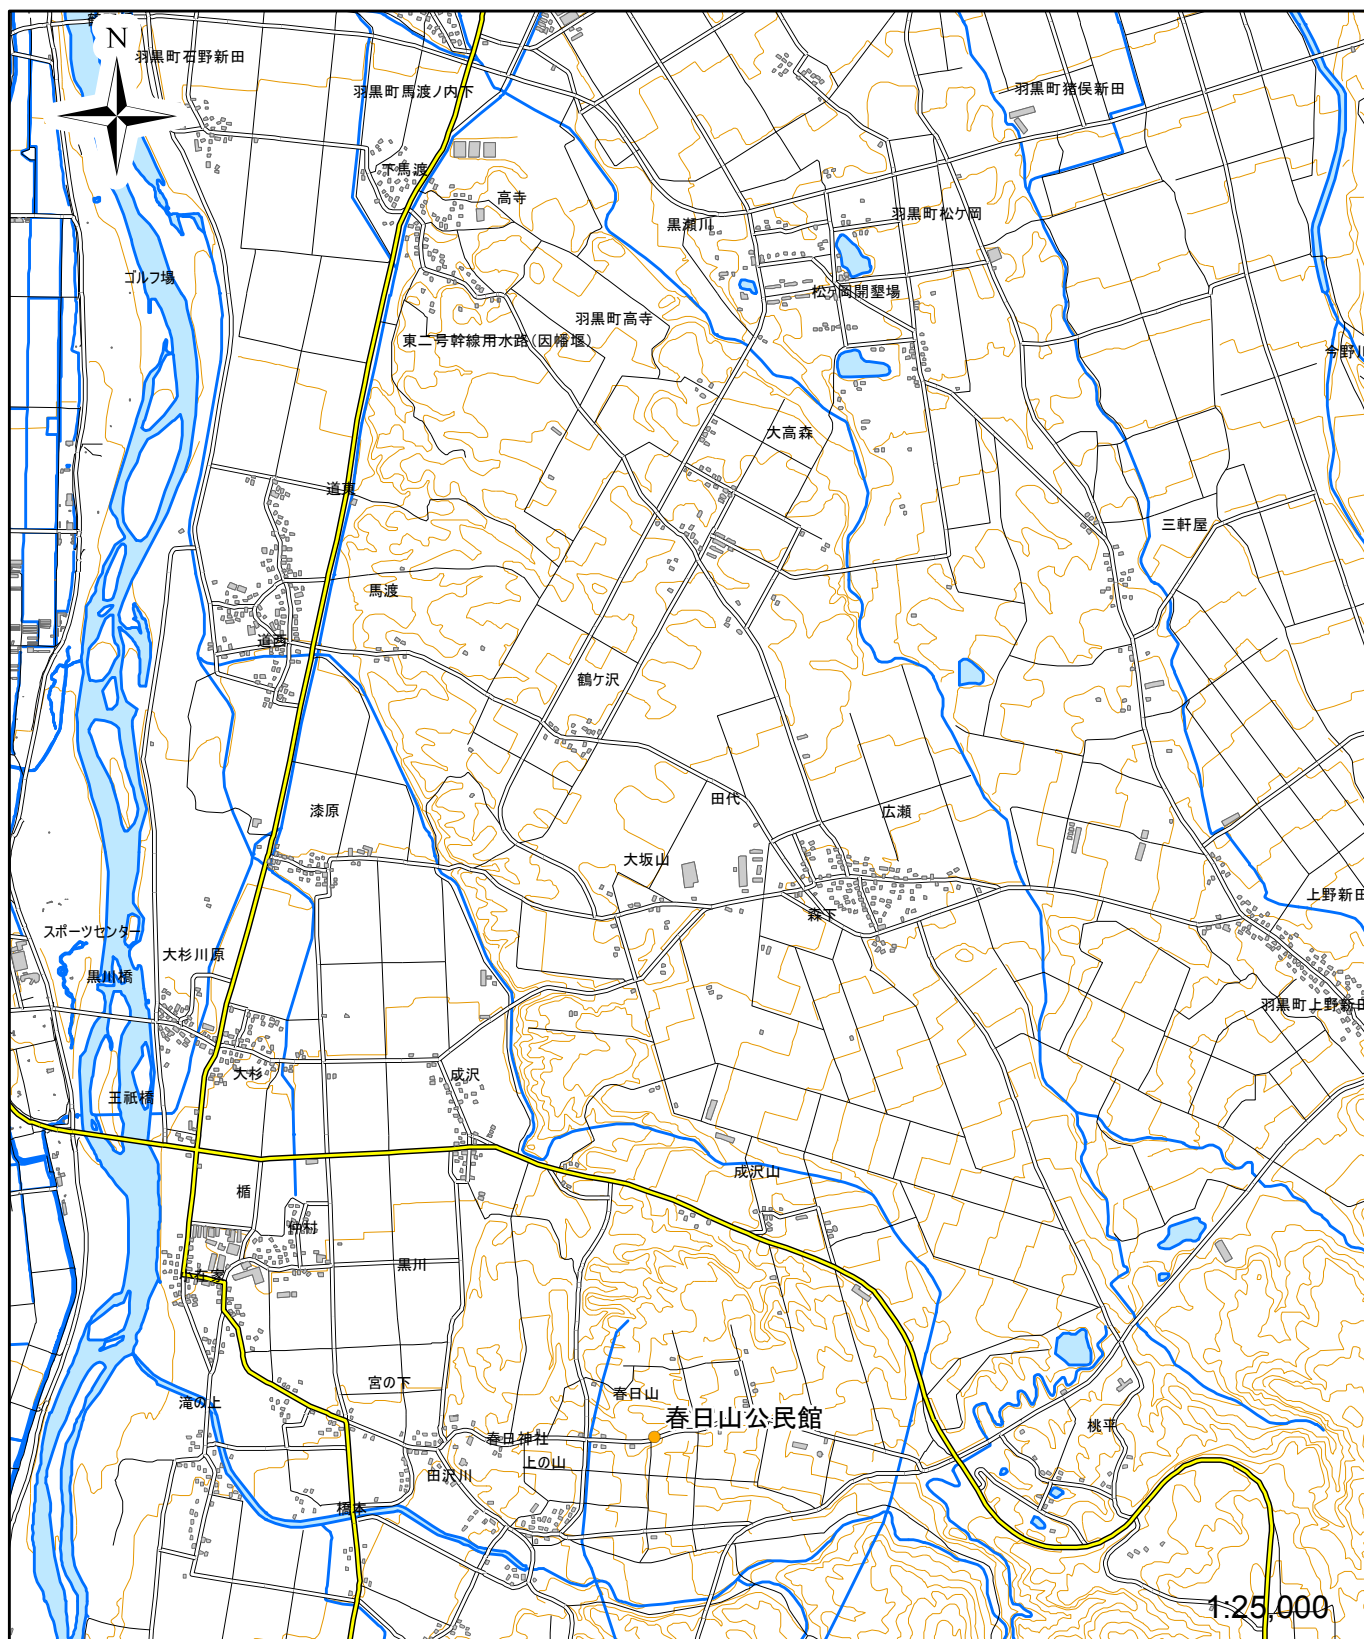 N
羽黒町石野新田
羽黒町馬渡ノ内下
羽黒町猪俣新田
下馬渡
高寺
黒瀬川
羽黒町松ケ岡
ゴルフ場
松ケ岡開墾場
羽黒町高寺
東二号幹線用水路(因幡堰)
今野川
大高森
道東
三軒屋
馬渡
道西
鶴ケ沢
田代
漆原
広瀬
大坂山
上野新田
森下
スポーツセンター
大杉川原
黒川橋
羽黒町上野新田
大杉
成沢
王祇橋
成沢山
楯
仲村
黒川
小在家
宮の下
春日山
滝の上
春日山公民館
桃平
春日神社
上の山
田沢川
橋本
1:25,000